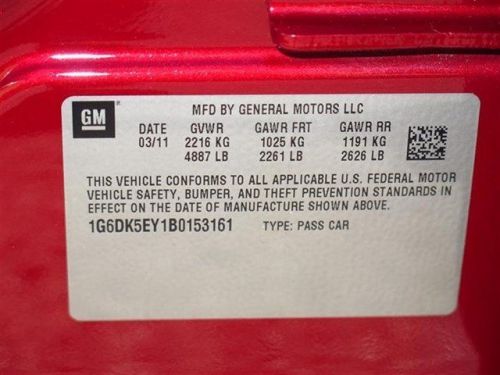 GM
MFD BY GENERAL MOTORS LLC
DATE GVWR GAWR FRT GAWR RR
03/11 2216 KG 1025 KG 1191 KG
4887 LB 2261 LB 2626 LB
THIS VEHICLE CONFORMS TO ALL APPLICABLE U.S. FEDERAL MOTOR
VEHICLE SAFETY, BUMPER, AND THEFT PREVENTION STANDARDS IN
EFFECT ON THE DATE OF MANUFACTURE SHOWN ABOVE.
1G6DK5EY1B0153161 TYPE: PASS CAR